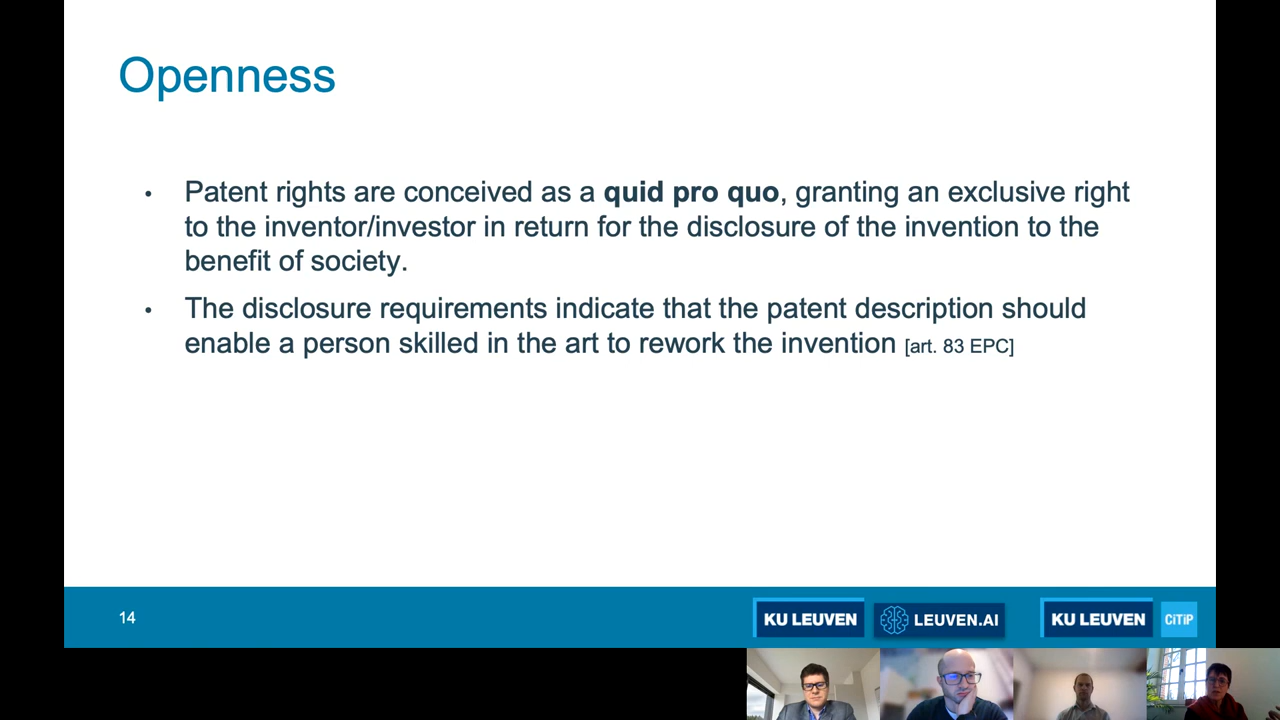 Openness
• Patent rights are conceived as a quid pro quo, granting an exclusive right
to the inventor/investor in return for the disclosure of the invention to the
benefit of society.
• The disclosure requirements indicate that the patent description should
enable a person skilled in the art to rework the invention [art. 83 EPC]
14
KU LEUVEN
LEUVEN.AI
KU LEUVEN
CiTiP